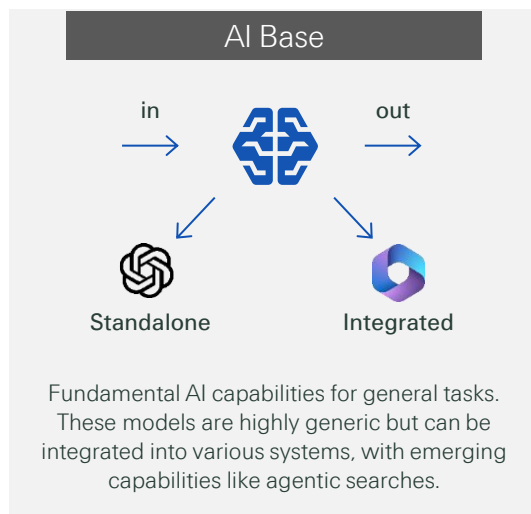 AI Base
in
out
Standalone
Integrated
Fundamental AI capabilities for general tasks.
These models are highly generic but can be
integrated into various systems, with emerging
capabilities like agentic searches.